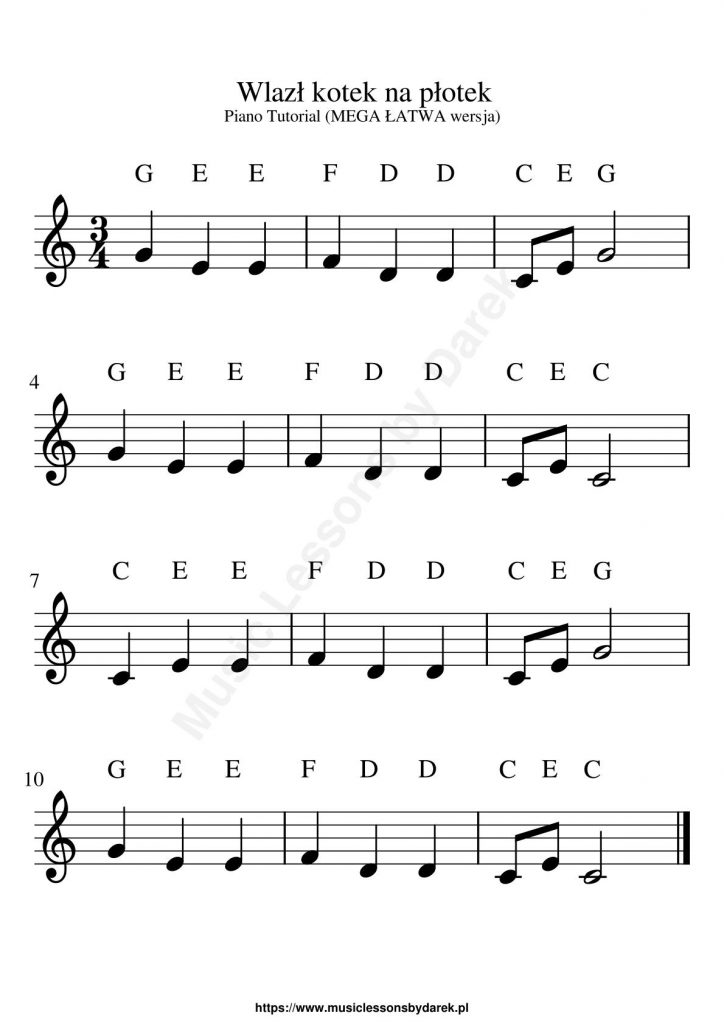 Wlazł kotek na płotek
Piano Tutorial (MEGA ŁATWA wersja)
G E E F D D C E G
3
4
4
G E E F D D C E C
7
C E E F D D C E G
10
G E E F D D C E C
Music Lessons by Darek
https://www.musiclessonsbydarek.pl